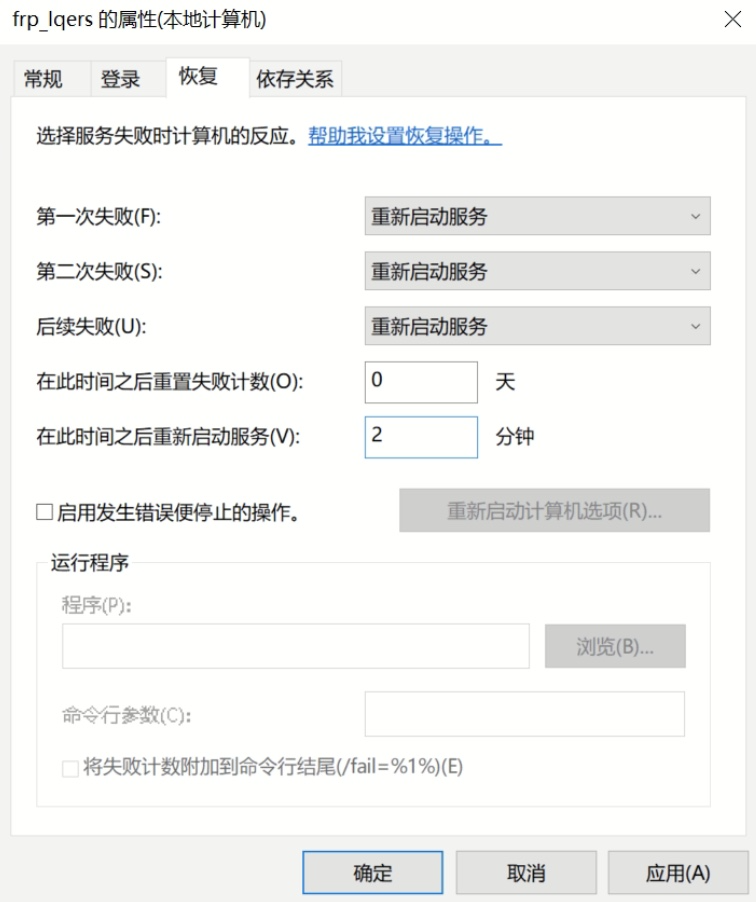 frp_lqers 的属性(本地计算机)
常规 登录 恢复 依存关系
选择服务失败时计算机的反应。帮助我设置恢复操作。
第一次失败(F): 重新启动服务
第二次失败(S): 重新启动服务
后续失败(U): 重新启动服务
在此时间之后重置失败计数(O): 0 天
在此时间之后重新启动服务(V): 2 分钟
启用发生错误便停止的操作。 重新启动计算机选项(R)...
运行程序
程序(P):
浏览(B)...
命令行参数(C):
将失败计数附加到命令行结尾(/fail=%1%)(E)
确定 取消 应用(A)